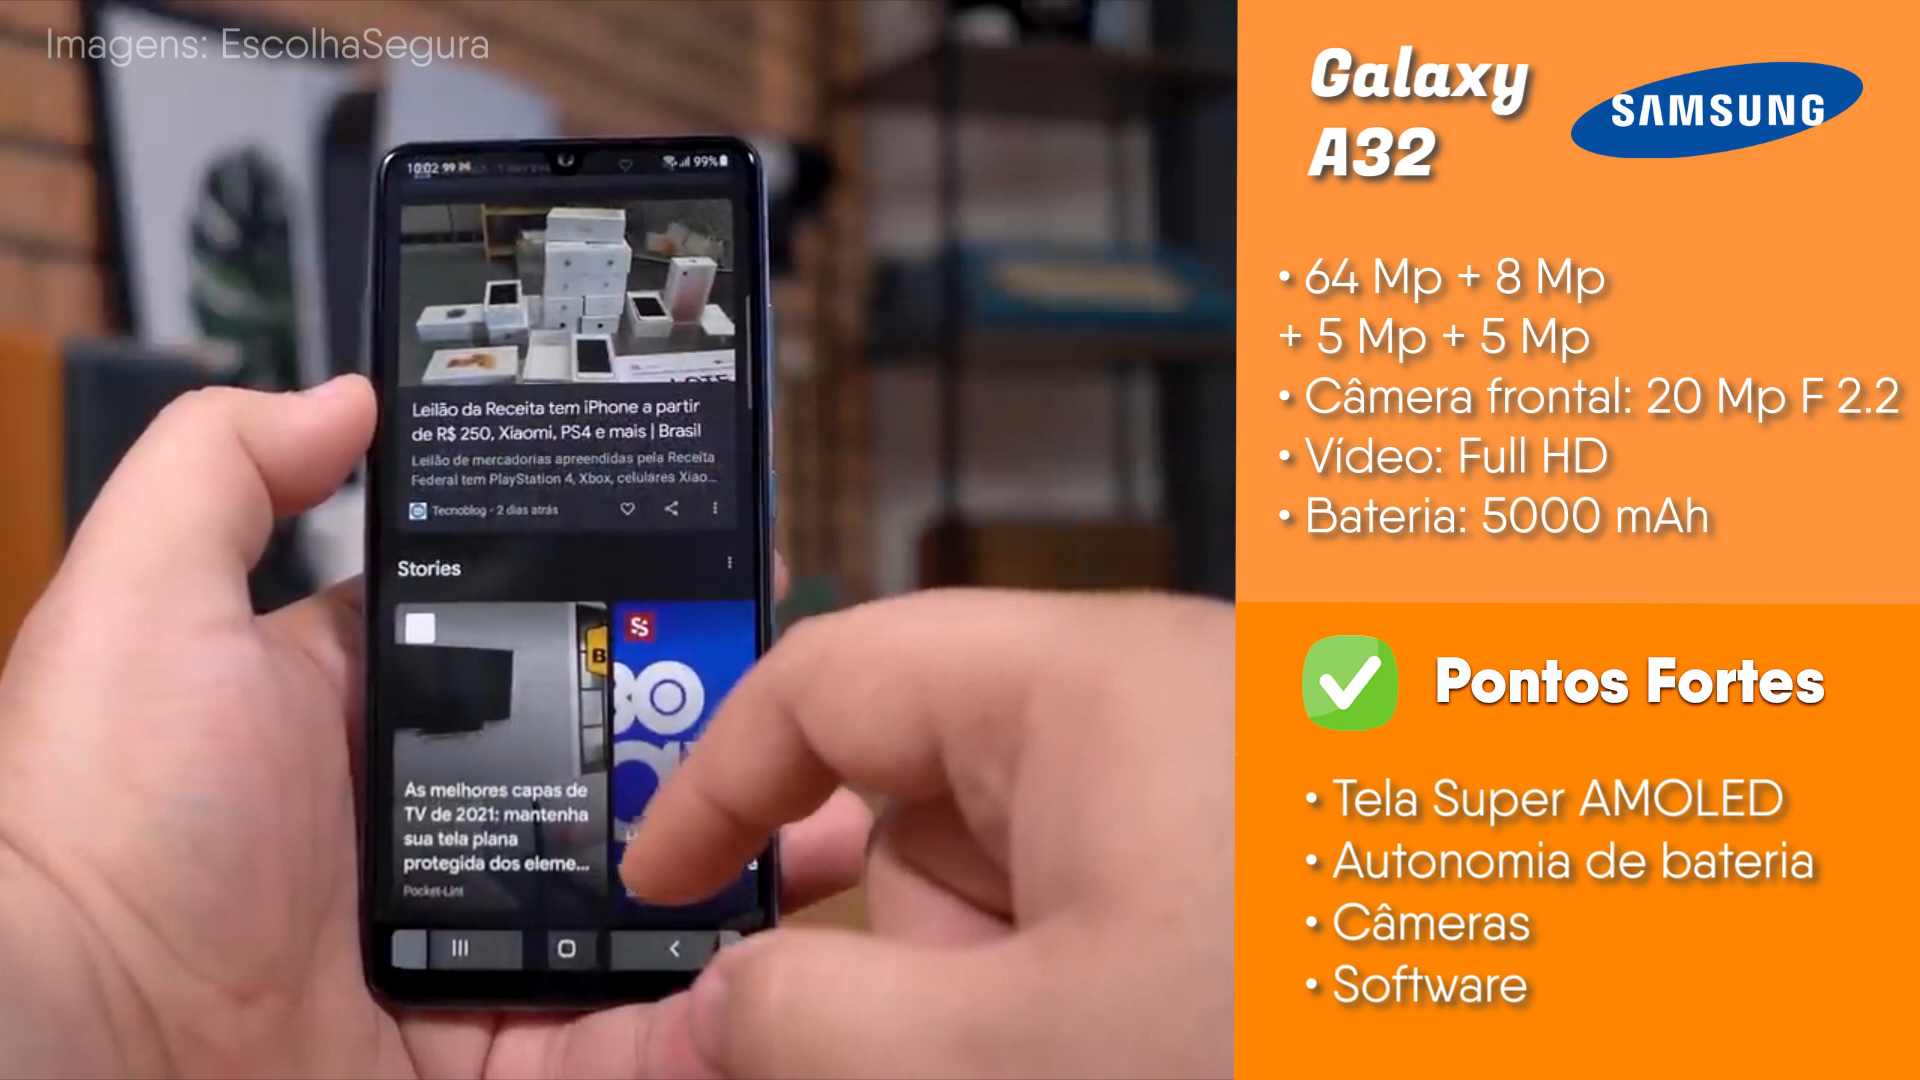 Imagens: EscolhaSegura
10:02 99
99%
Leilão da Receita tem iPhone a partir
de R$ 250, Xiaomi, PS4 e mais | Brasil
Leilão de mercadorias apreendidas pela Receita
Federal tem PlayStation 4, Xbox, celulares Xiao...
Tecnoblog - 2 dias atrás
Stories
As melhores capas de
TV de 2021: mantenha
sua tela plana
protegida dos eleme...
Pocket-Lint
Galaxy
A32
SAMSUNG
• 64 Mp + 8 Mp
+ 5 Mp + 5 Mp
• Câmera frontal: 20 Mp F 2.2
• Vídeo: Full HD
• Bateria: 5000 mAh
Pontos Fortes
• Tela Super AMOLED
• Autonomia de bateria
• Câmeras
• Software